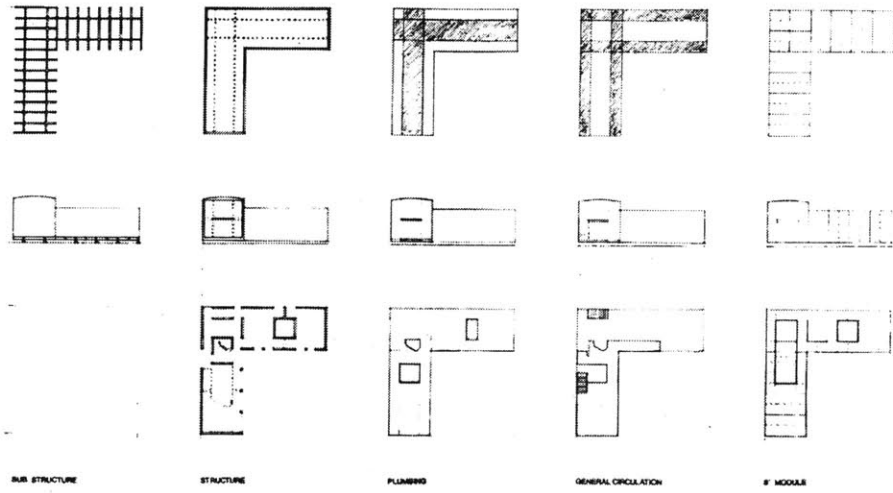 SUB STRUCTURE
STRUCTURE
PLUMBING
GENERAL CIRCULATION
8' MODULE